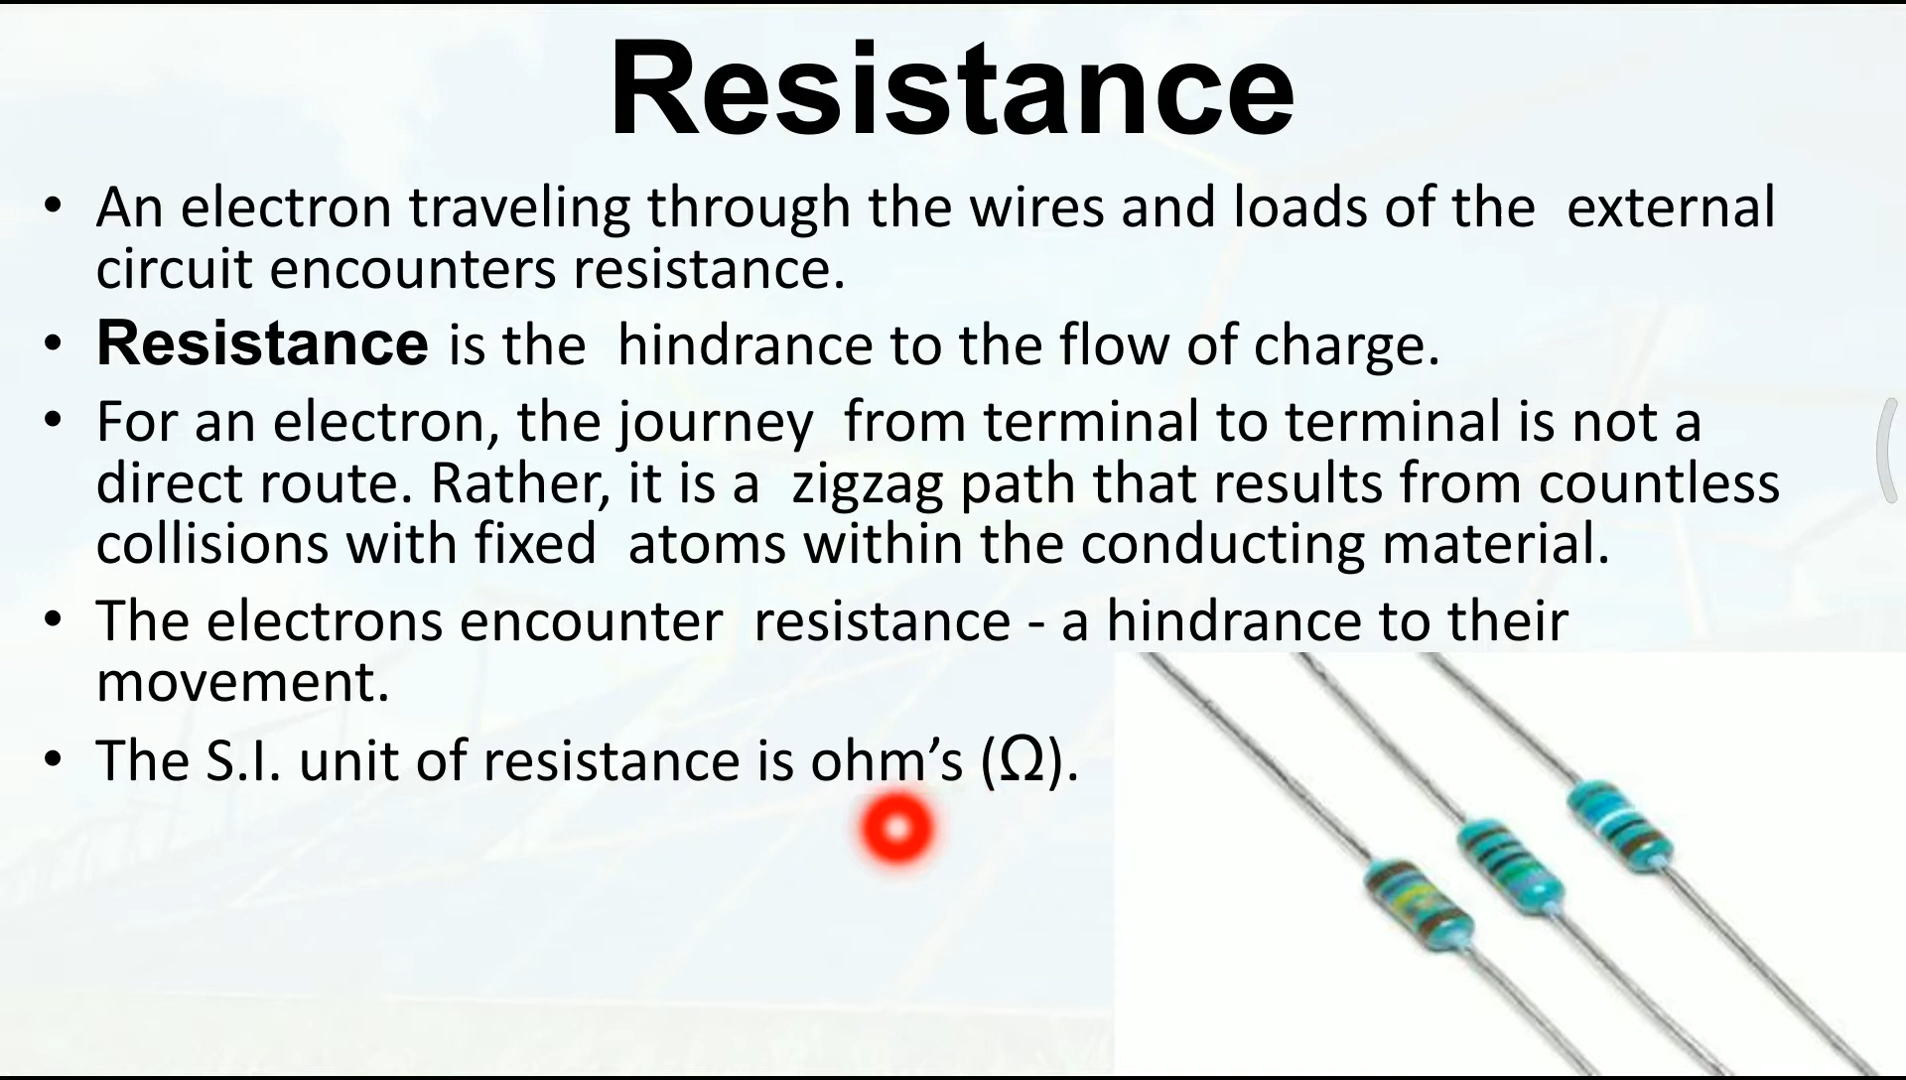 Resistance
• An electron traveling through the wires and loads of the external
circuit encounters resistance.
• Resistance is the hindrance to the flow of charge.
• For an electron, the journey from terminal to terminal is not a
direct route. Rather, it is a zigzag path that results from countless
collisions with fixed atoms within the conducting material.
• The electrons encounter resistance - a hindrance to their
movement.
• The S.I. unit of resistance is ohm’s (Ω).